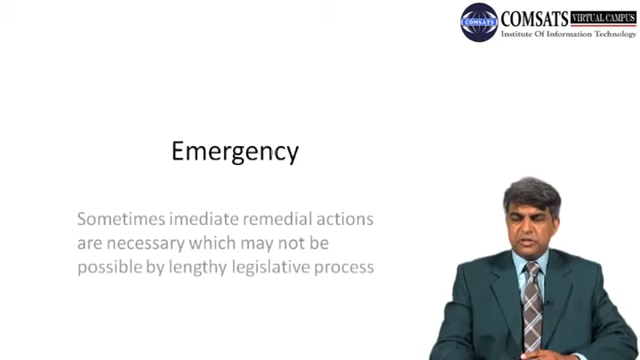 COMSATS VIRTUAL CAMPUS
Institute Of Information Technology
Emergency
Sometimes imediate remedial actions
are necessary which may not be
possible by lengthy legislative process